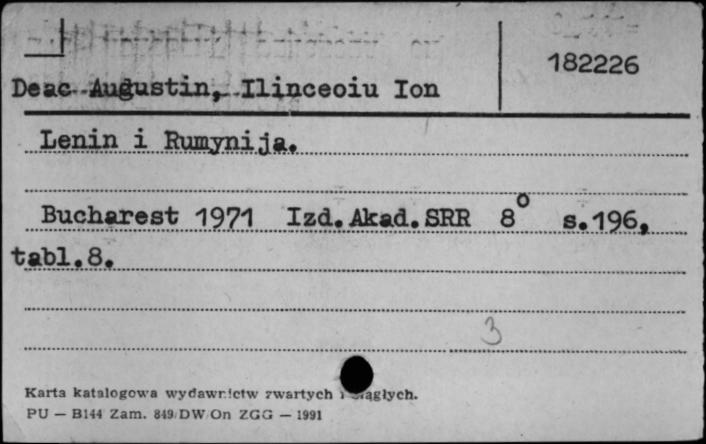 182226
Deac Augustin, Ilinceoiu Ion
Lenin i Rumynija.
Bucharest 1971 Izd.Akad.SRR 8o s.196,
tabl.8.
3
Karta katalogowa wydawnictw zwartych i ciągłych.
PU — B144 Zam. 849/DW/On ZGG — 1991